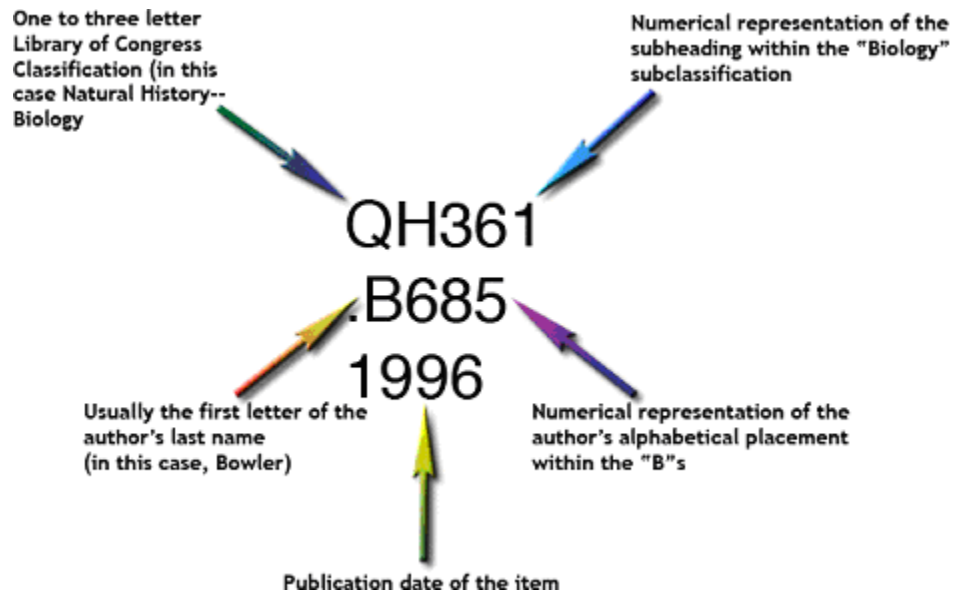 One to three letter
Library of Congress
Classification (in this
case Natural History--
Biology
Numerical representation of the
subheading within the "Biology"
subclassification
QH361
.B685
1996
Usually the first letter of the
author's last name
(in this case, Bowler)
Numerical representation of the
author's alphabetical placement
within the "B"s
Publication date of the item